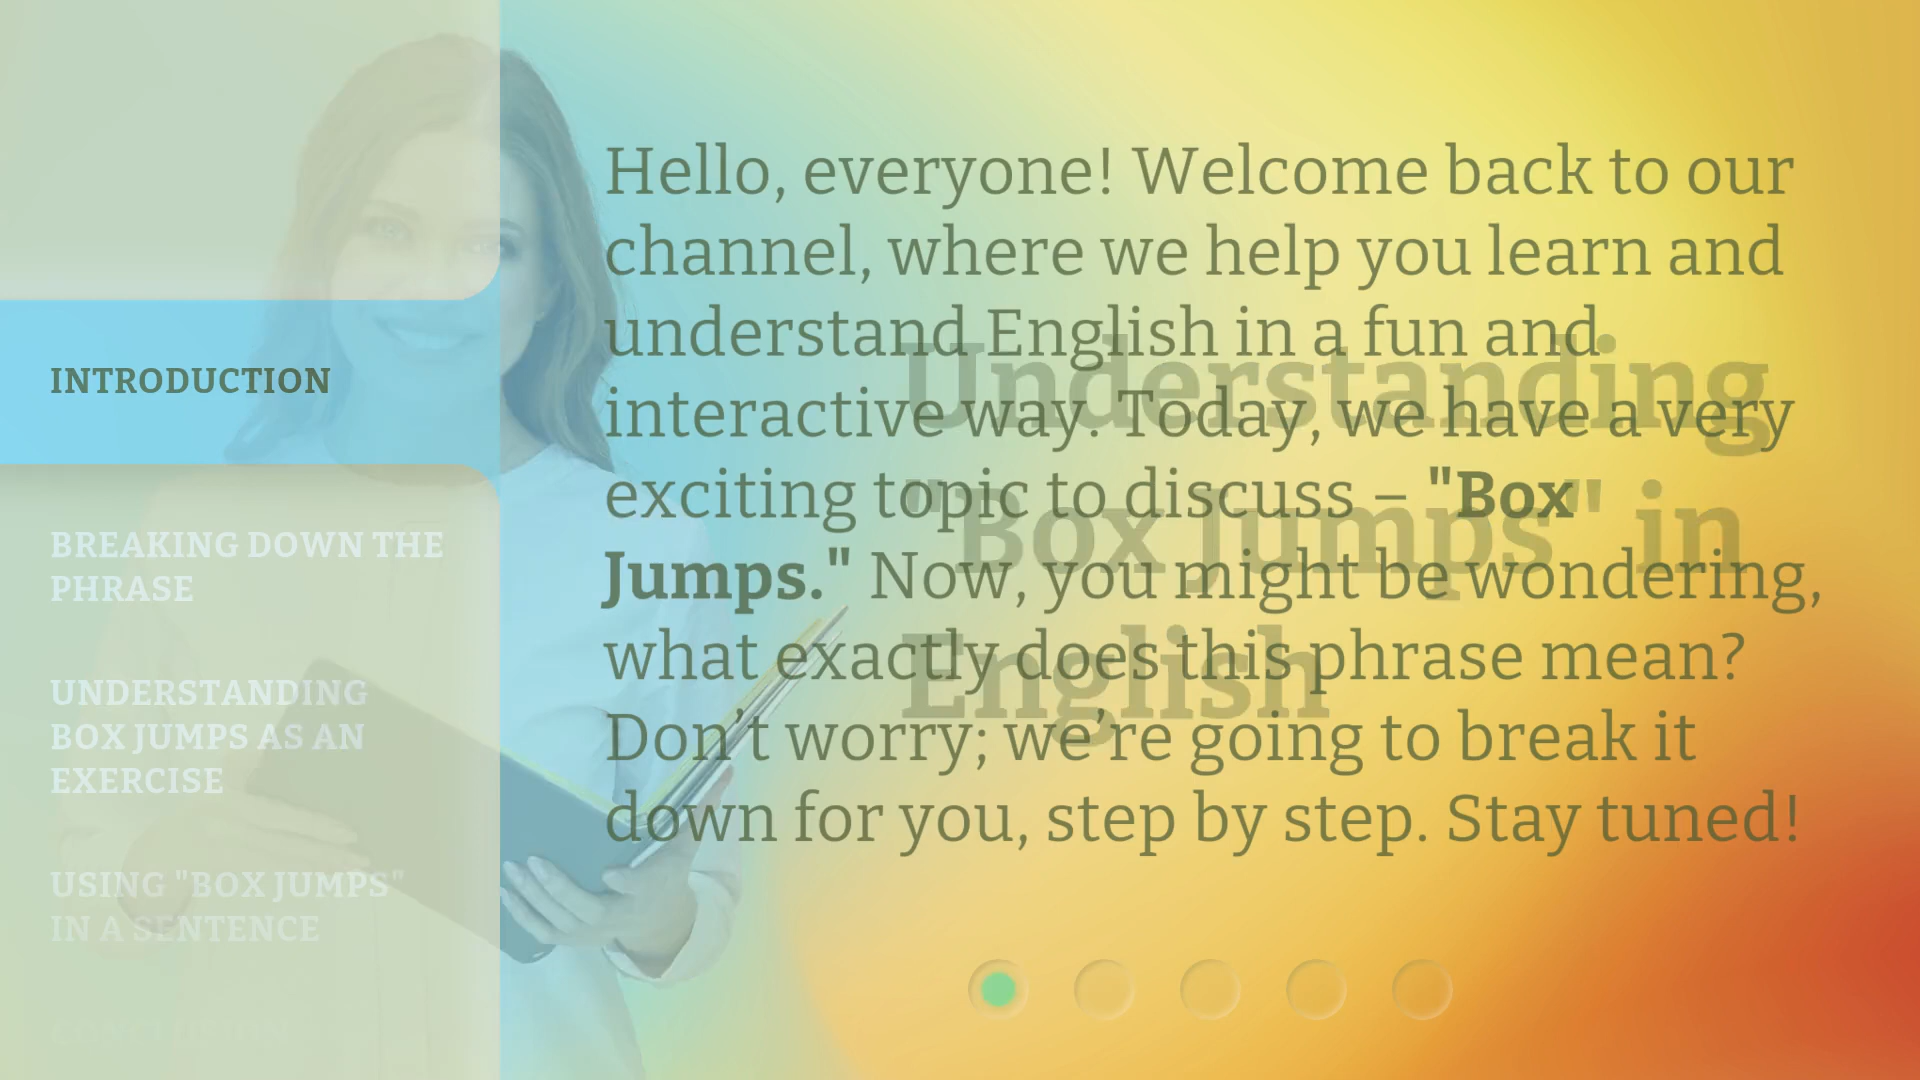 INTRODUCTION
BREAKING DOWN THE
PHRASE
UNDERSTANDING
BOX JUMPS AS AN
EXERCISE
USING "BOX JUMPS"
IN A SENTENCE
CONCLUSION
Hello, everyone! Welcome back to our
channel, where we help you learn and
understand English in a fun and
interactive way. Today, we have a very
exciting topic to discuss – "Box
Jumps." Now, you might be wondering,
what exactly does this phrase mean?
Don't worry; we're going to break it
down for you, step by step. Stay tuned!
Understanding
"Box Jumps" in
English